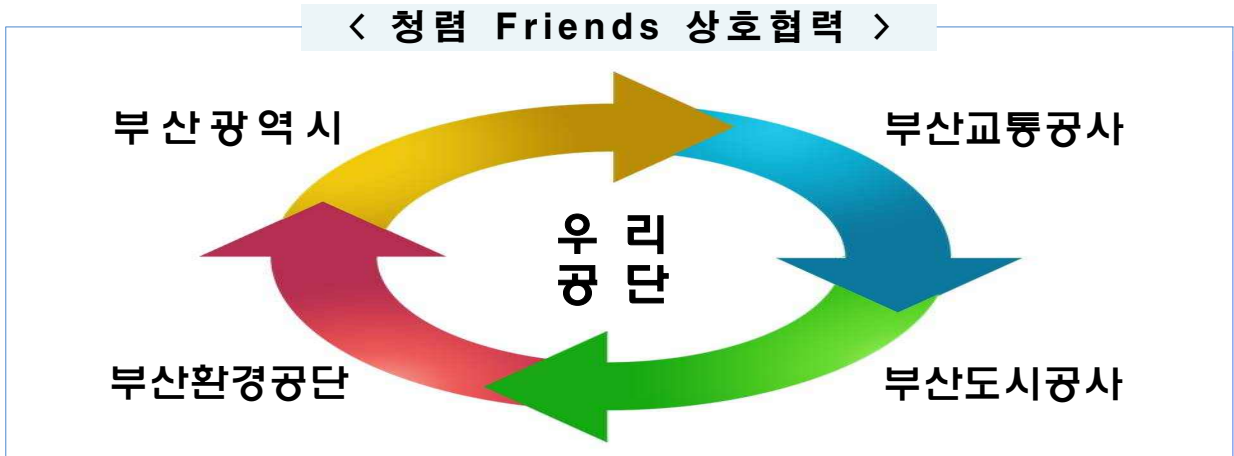 < 청렴 Friends 상호협력 >
부산광역시
부산교통공사
우리
공단
부산환경공단
부산도시공사